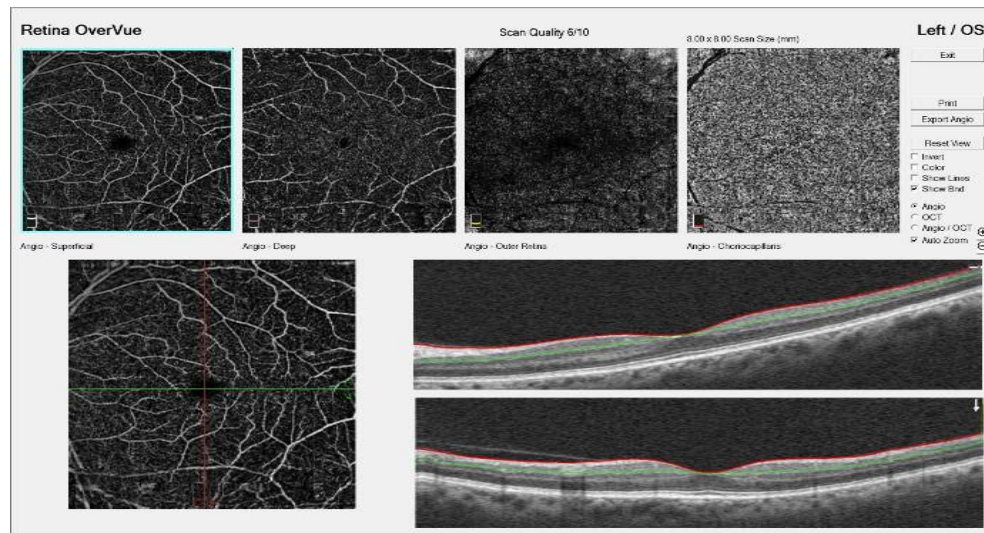 Retina OverVue
Scan Quality 6/10
8.00 x 8.00 Scan Size (mm)
Left / OS
Exit
Print
Export Angio
Reset View
Invert
Color
Show Lines
Show Bnd
Angio
OCT
Angio / OCT
Auto Zoom
Angio - Superficial
Angio - Deep
Angio - Outer Retina
Angio - Choriocapillaris